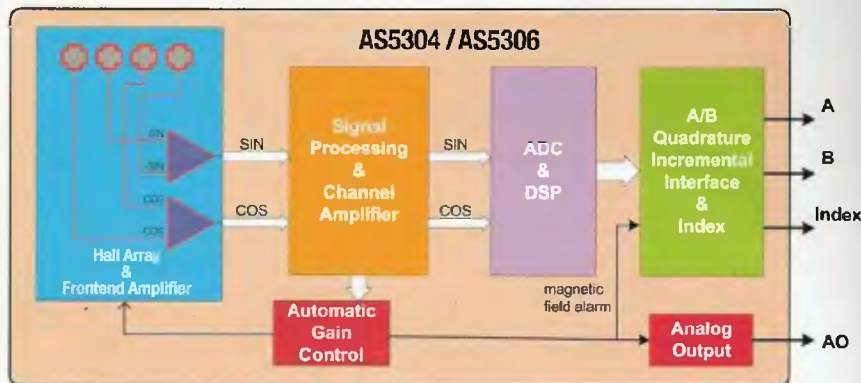 AS5304 / AS5306
SIN
-SIN
COS
-COS
Hall Array
&
Frontend Amplifier
SIN
COS
Signal
Processing
&
Channel
Amplifier
SIN
COS
ADC
&
DSP
A/B
Quadrature
Incremental
Interface
&
Index
A
B
Index
magnetic
field alarm
Automatic
Gain
Control
Analog
Output
AO